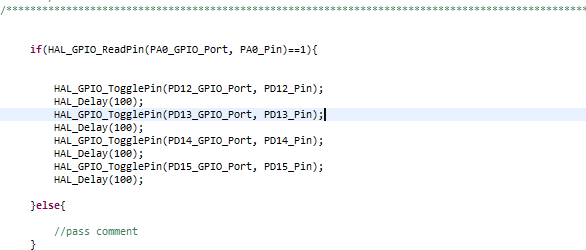 /****************************************************************************************************
if(HAL_GPIO_ReadPin(PA0_GPIO_Port, PA0_Pin)==1){
HAL_GPIO_TogglePin(PD12_GPIO_Port, PD12_Pin);
HAL_Delay(100);
HAL_GPIO_TogglePin(PD13_GPIO_Port, PD13_Pin);
HAL_Delay(100);
HAL_GPIO_TogglePin(PD14_GPIO_Port, PD14_Pin);
HAL_Delay(100);
HAL_GPIO_TogglePin(PD15_GPIO_Port, PD15_Pin);
HAL_Delay(100);
}else{
//pass comment
}